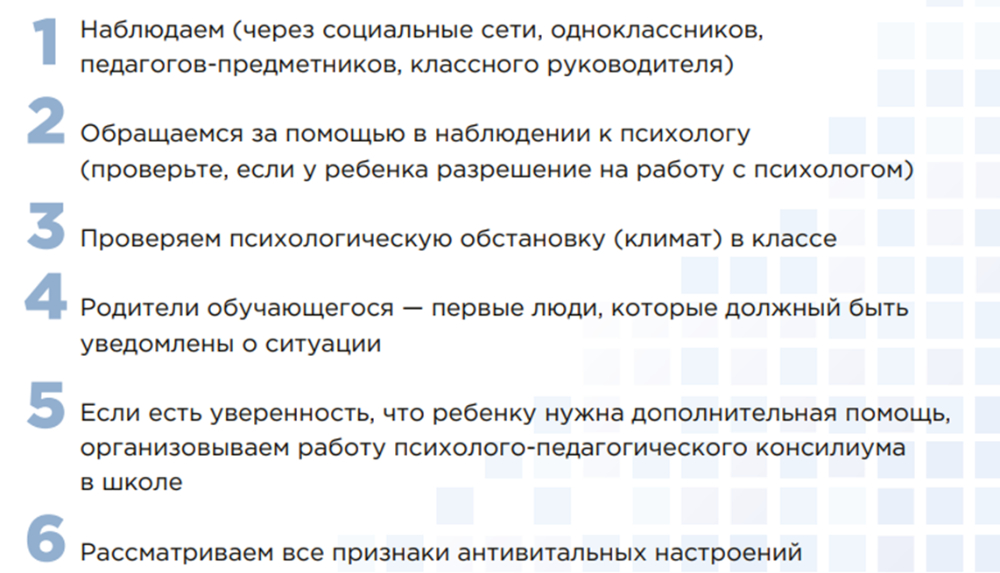 1 Наблюдаем (через социальные сети, одноклассников,
педагогов-предметников, классного руководителя)
2 Обращаемся за помощью в наблюдении к психологу
(проверьте, если у ребенка разрешение на работу с психологом)
3 Проверяем психологическую обстановку (климат) в классе
4 Родители обучающегося — первые люди, которые должный быть
уведомлены о ситуации
5 Если есть уверенность, что ребенку нужна дополнительная помощь,
организовываем работу психолого-педагогического консилиума
в школе
6 Рассматриваем все признаки антивитальных настроений